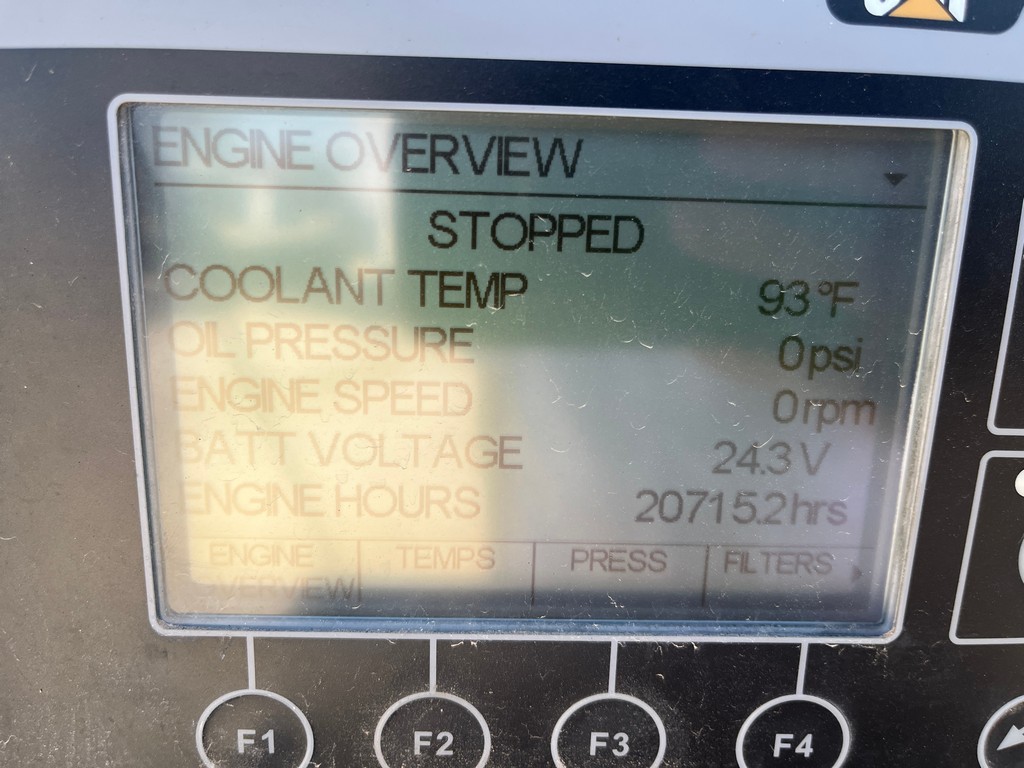 ENGINE OVERVIEW
STOPPED
COOLANT TEMP 93°F
OIL PRESSURE 0psi
ENGINE SPEED 0rpm
BATT VOLTAGE 24.3V
ENGINE HOURS 20715.2hrs
ENGINE OVERVIEW TEMPS PRESS FILTERS
F1 F2 F3 F4